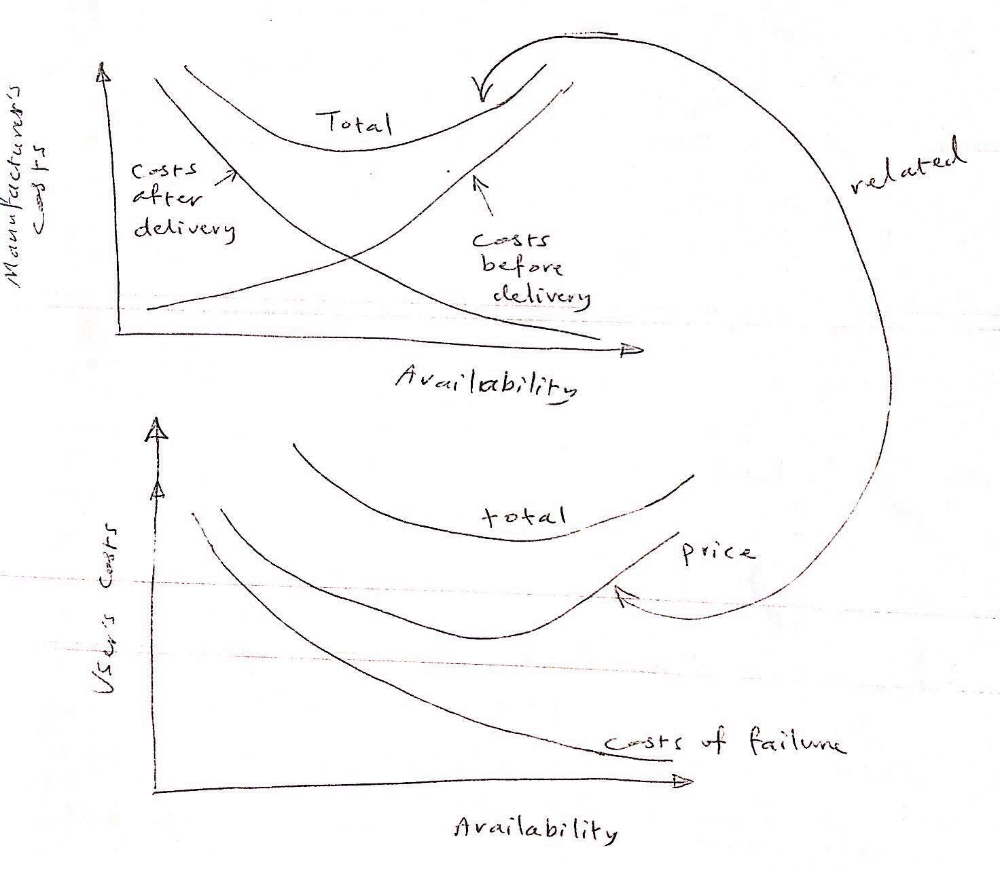 Manufacturer's
costs
Total
costs
after
delivery
costs
before
delivery
related
Availability
User's costs
total
price
costs of failure
Availability